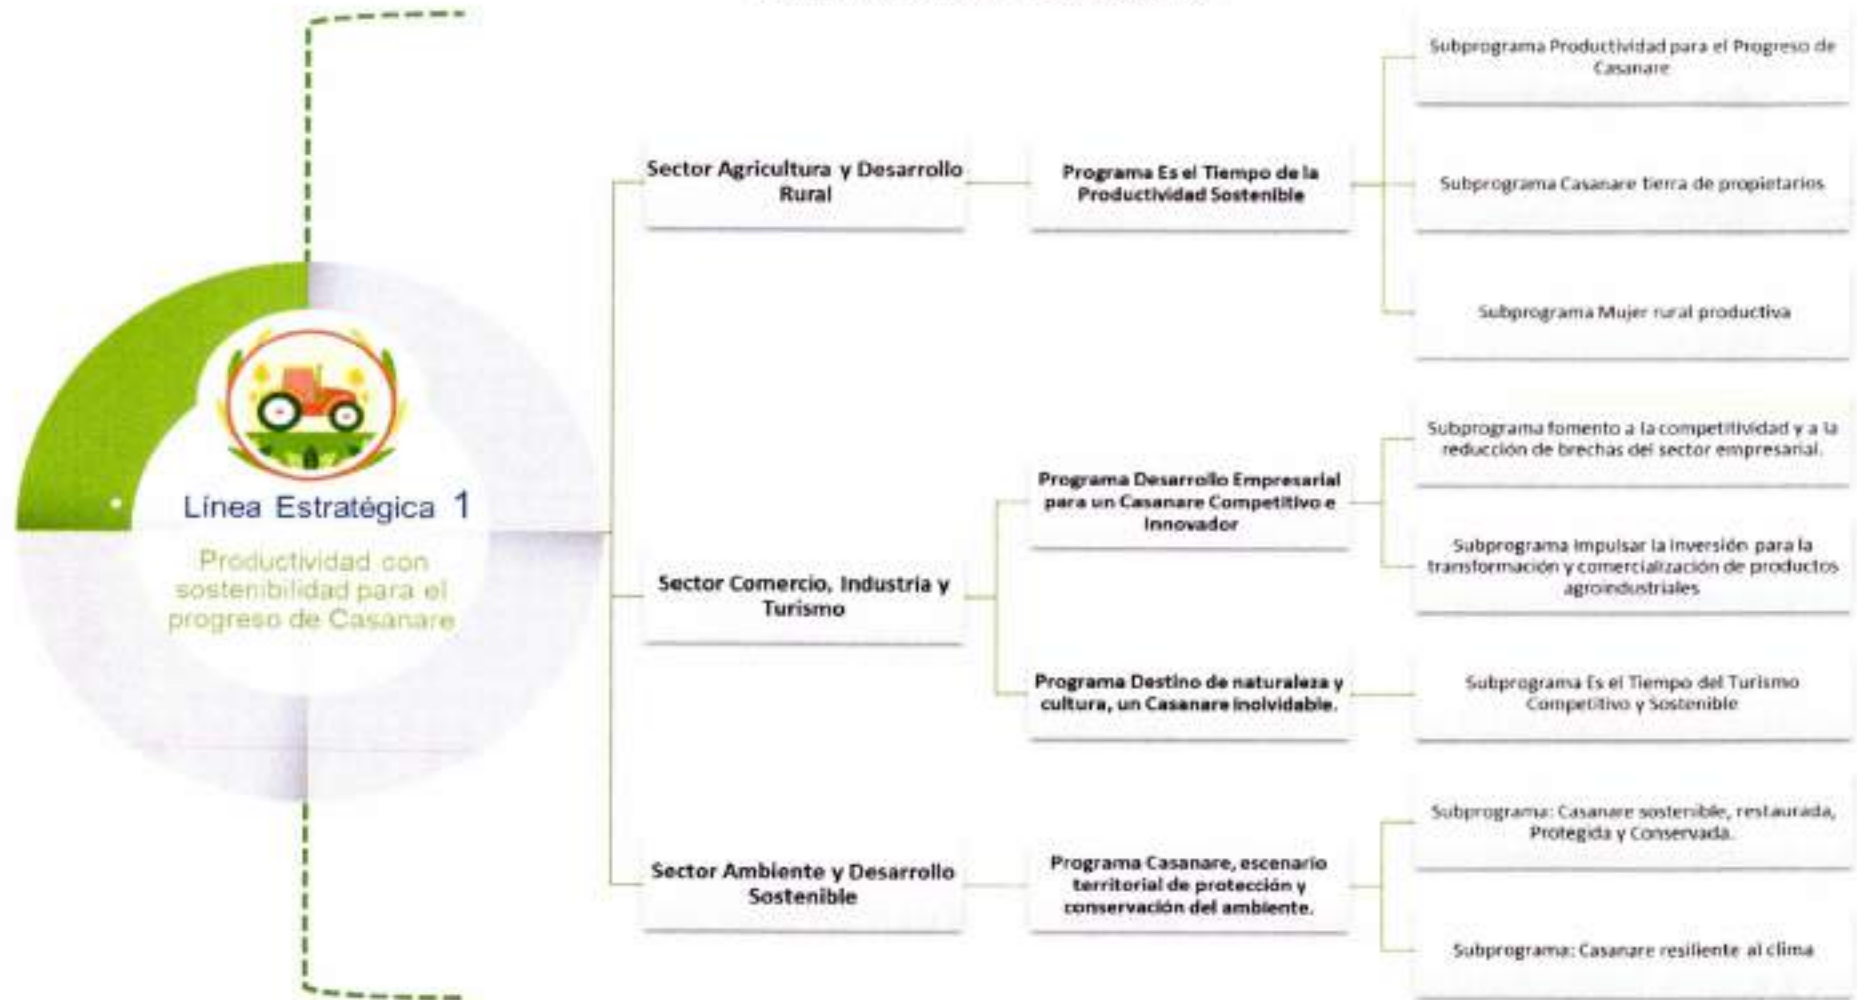 Línea Estratégica 1
Productividad con
sostenibilidad para el
progreso de Casanare
Sector Agricultura y Desarrollo
Rural
Programa Es el Tiempo de la
Productividad Sostenible
Subprograma Productividad para el Progreso de
Casanare
Subprograma Casanare tierra de propietarios
Subprograma Mujer rural productiva
Sector Comercio, Industria y
Turismo
Programa Desarrollo Empresarial
para un Casanare Competitivo e
Innovador
Subprograma fomento a la competitividad y a la
reducción de brechas del sector empresarial.
Subprograma Impulsar la inversión para la
transformación y comercialización de productos
agroindustriales
Programa Destino de naturaleza y
cultura, un Casanare inolvidable.
Subprograma Es el Tiempo del Turismo
Competitivo y Sostenible
Sector Ambiente y Desarrollo
Sostenible
Programa Casanare, escenario
territorial de protección y
conservación del ambiente.
Subprograma: Casanare sostenible, restaurada,
Protegida y Conservada.
Subprograma: Casanare resiliente al clima